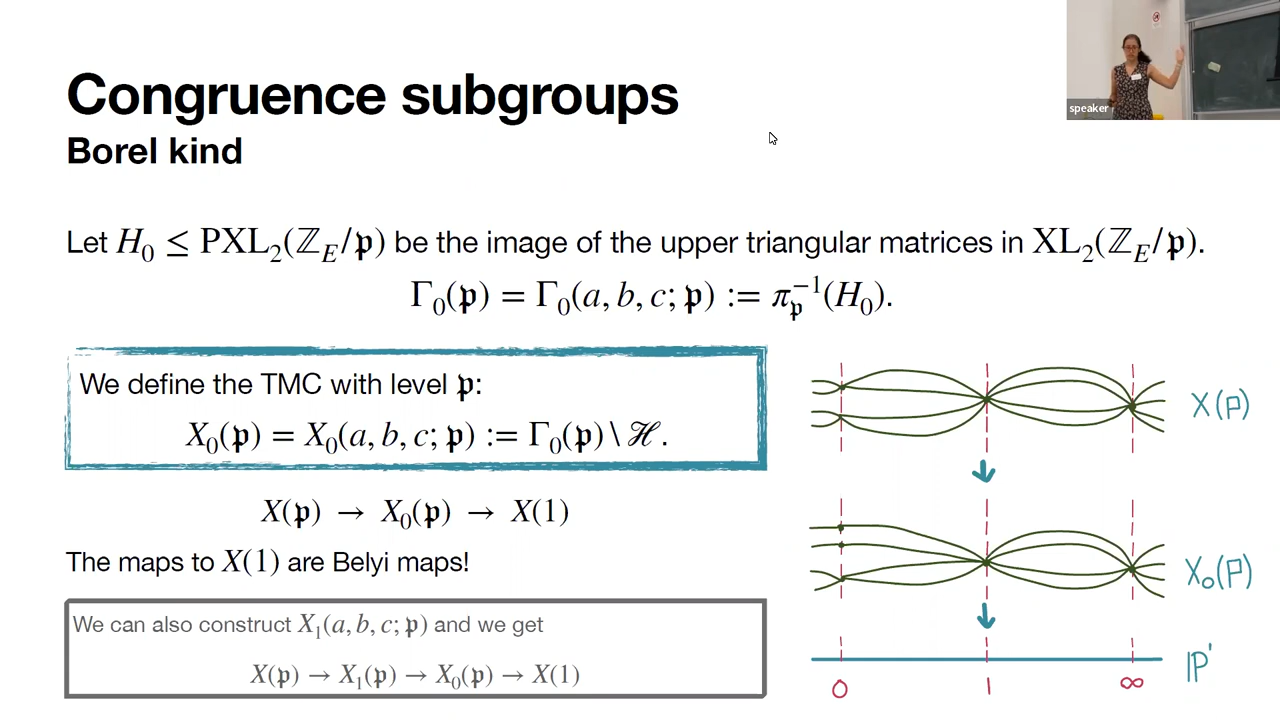 Congruence subgroups
Borel kind
speaker
Let H₀ ≤ PXL₂(ℤ_E/𝔭) be the image of the upper triangular matrices in XL₂(ℤ_E/𝔭).
Γ₀(𝔭) = Γ₀(a, b, c; 𝔭) := π_𝔭⁻¹(H₀).
We define the TMC with level 𝔭:
X₀(𝔭) = X₀(a, b, c; 𝔭) := Γ₀(𝔭)\ℋ.
X(𝔭) → X₀(𝔭) → X(1)
The maps to X(1) are Belyi maps!
We can also construct X₁(a, b, c; 𝔭) and we get
X(𝔭) → X₁(𝔭) → X₀(𝔭) → X(1)
X(p)
X₀(p)
ℙ¹
0 1 ∞